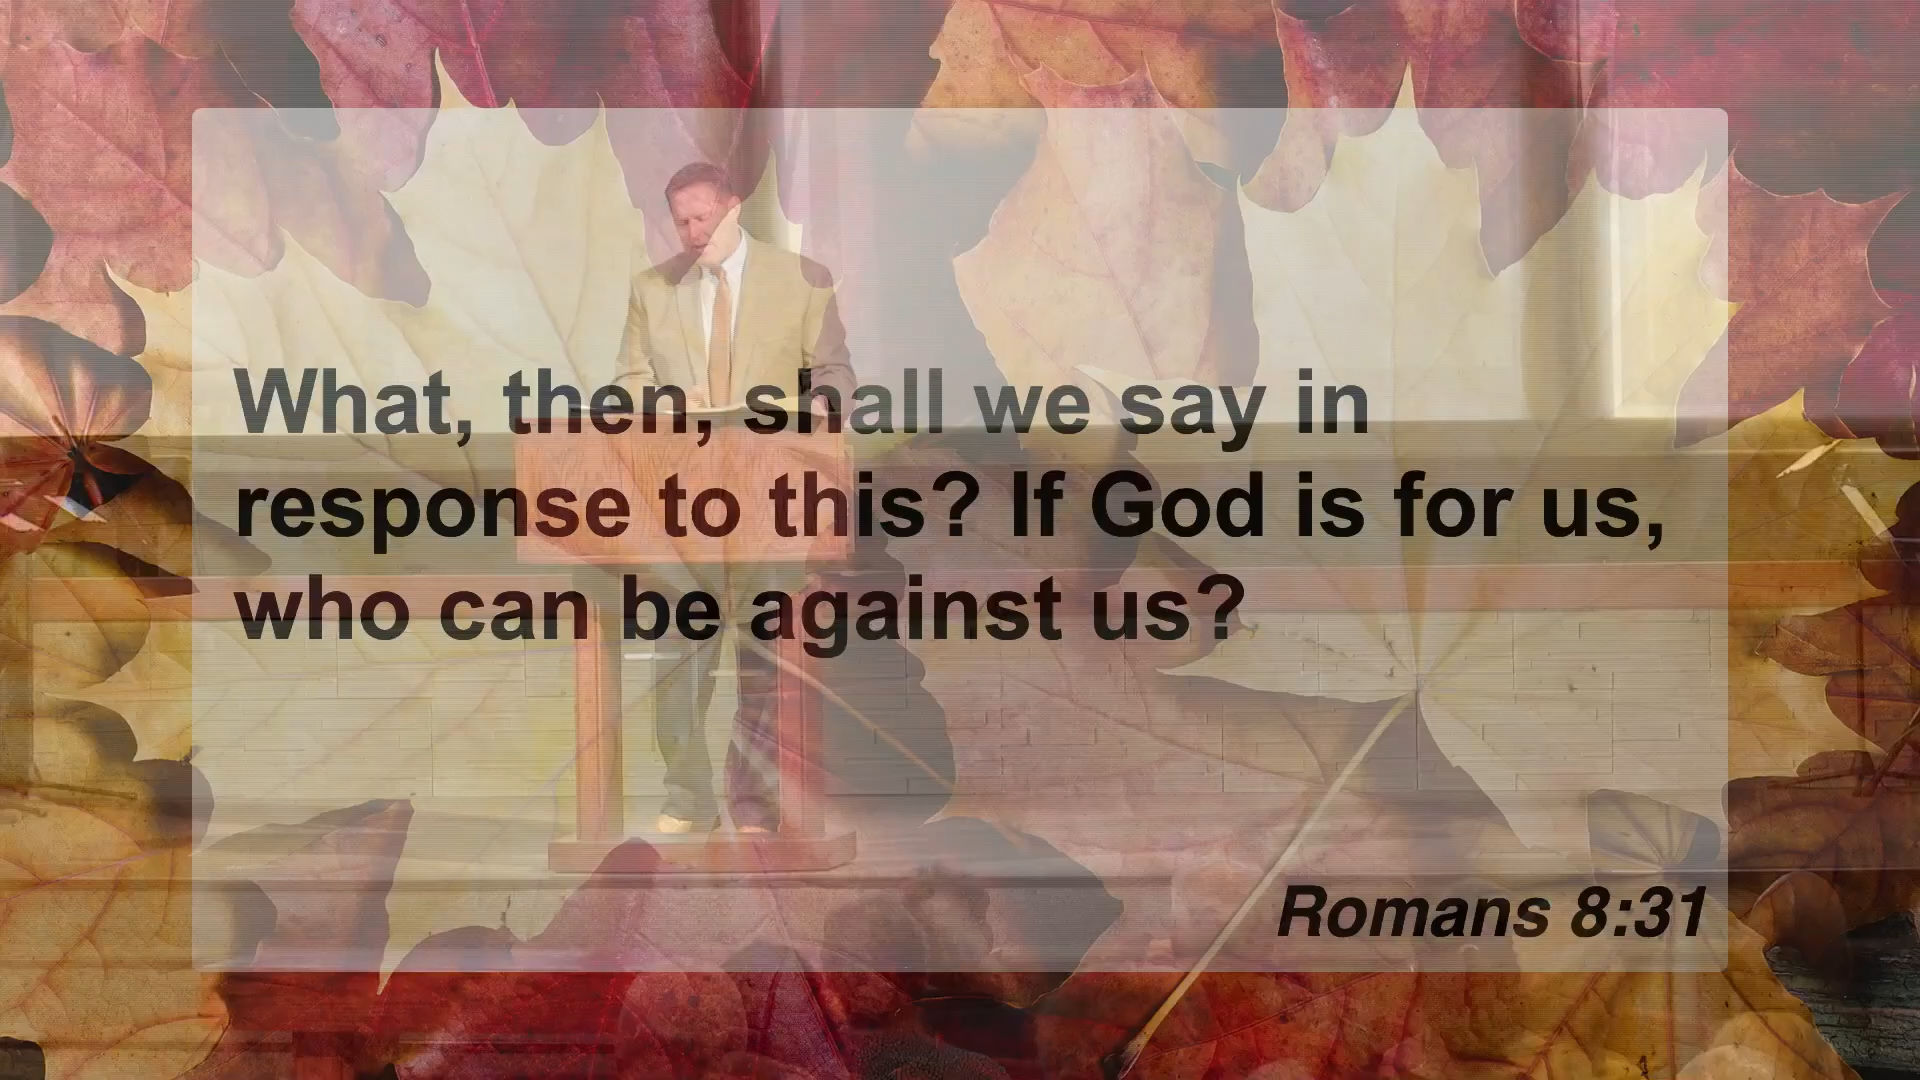 What, then, shall we say in
response to this? If God is for us,
who can be against us?
Romans 8:31